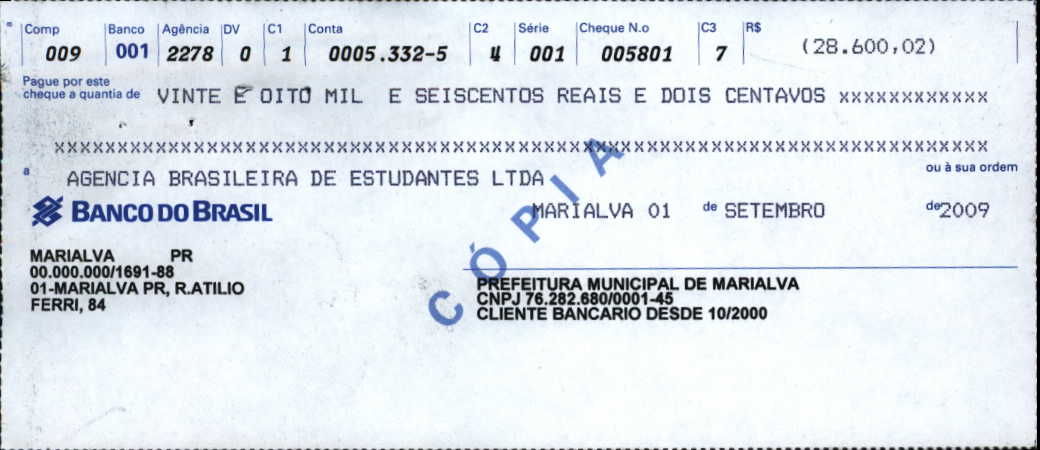 Comp Banco Agência DV C1 Conta C2 Série Cheque N.o C3 R$
009 001 2278 0 1 0005.332-5 4 001 005801 7 (28.600,02)
Pague por este
cheque a quantia de VINTE E OITO MIL E SEISCENTOS REAIS E DOIS CENTAVOS XXXXXXXXXXXX
XXXXXXXXXXXXXXXXXXXXXXXXXXXXXXXXXXXXXXXXXXXXXXXXXXXXXXXXXXXXXXXXXXXXXXXXXX
a AGENCIA BRASILEIRA DE ESTUDANTES LTDA ou à sua ordem
BANCO DO BRASIL MARIALVA 01 de SETEMBRO de 2009
MARIALVA PR
00.000.000/1691-88
01-MARIALVA PR, R.ATILIO
FERRI, 84
PREFEITURA MUNICIPAL DE MARIALVA
CNPJ 76.282.680/0001-45
CLIENTE BANCARIO DESDE 10/2000
CÓPIA